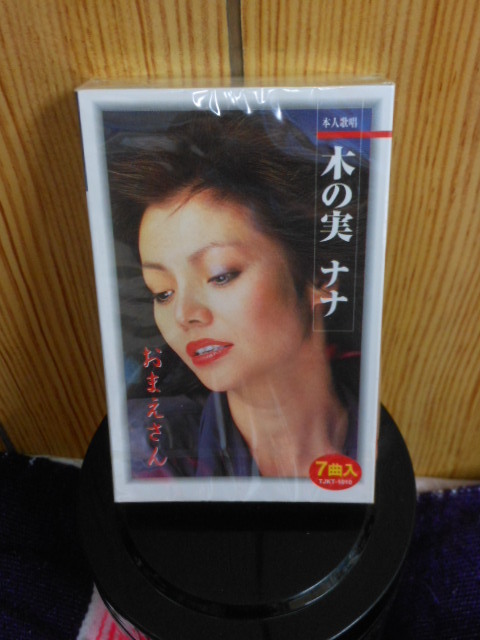 本人歌唱
木の実 ナナ
おまえさん
7曲入